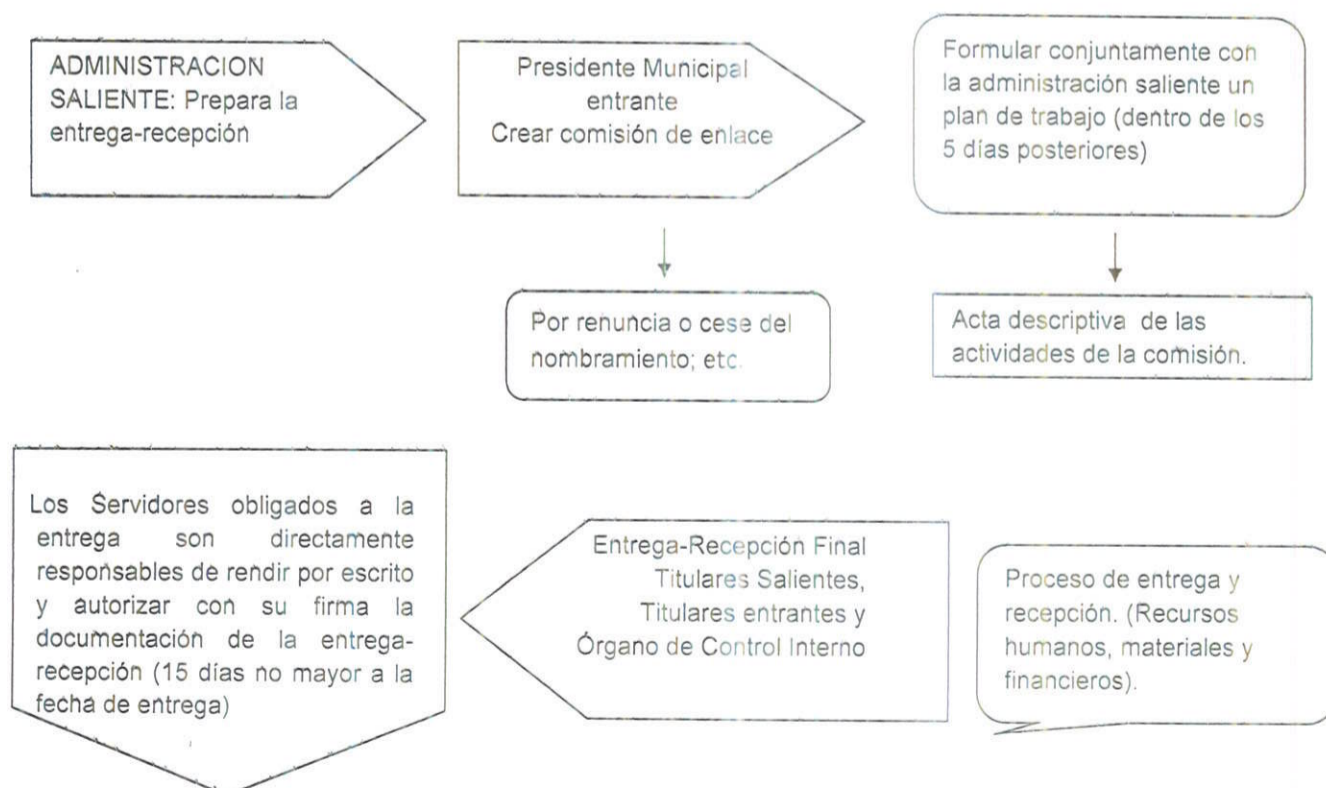 ADMINISTRACION
SALIENTE: Prepara la
entrega-recepción
Presidente Municipal
entrante
Crear comisión de enlace
Formular conjuntamente con
la administración saliente un
plan de trabajo (dentro de los
5 días posteriores)
Por renuncia o cese del
nombramiento; etc.
Acta descriptiva de las
actividades de la comisión.
Los Servidores obligados a la
entrega son directamente
responsables de rendir por escrito
y autorizar con su firma la
documentación de la entrega-
recepción (15 días no mayor a la
fecha de entrega)
Entrega-Recepción Final
Titulares Salientes,
Titulares entrantes y
Órgano de Control Interno
Proceso de entrega y
recepción. (Recursos
humanos, materiales y
financieros).